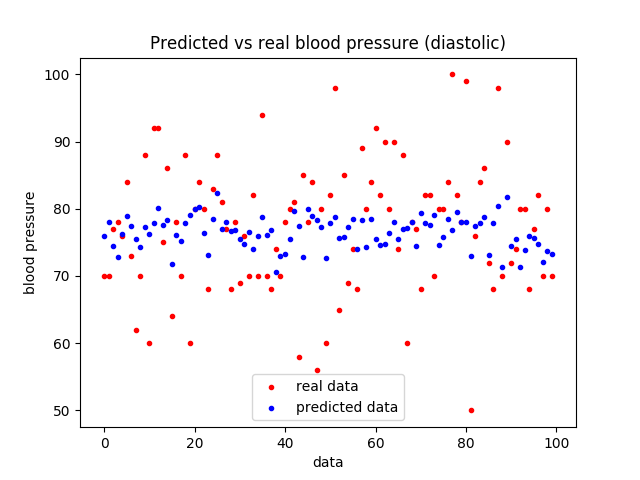 Predicted vs real blood pressure (diastolic)
100
90
80
70
60
50
blood pressure
real data
predicted data
0
20
40
60
80
100
data